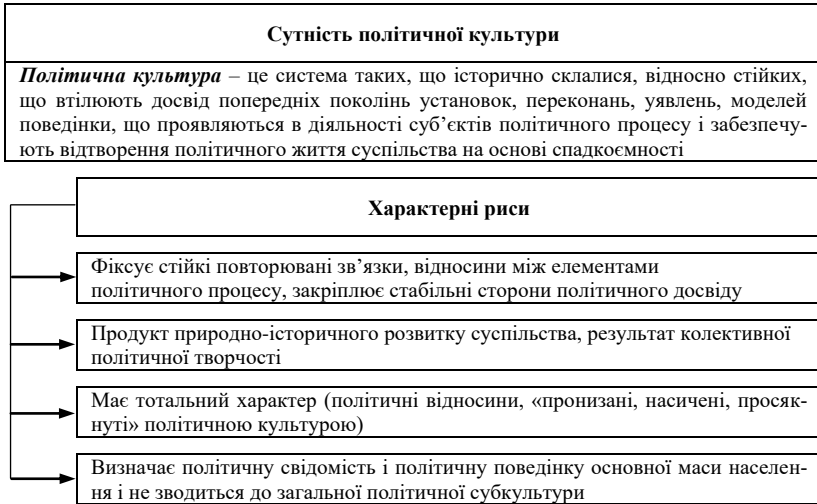 Сутність політичної культури
Політична культура – це система таких, що історично склалися, відносно стійких,
що втілюють досвід попередніх поколінь установок, переконань, уявлень, моделей
поведінки, що проявляються в діяльності суб’єктів політичного процесу і забезпечу-
ють відтворення політичного життя суспільства на основі спадкоємності
Характерні риси
Фіксує стійкі повторювані зв’язки, відносини між елементами
політичного процесу, закріплює стабільні сторони політичного досвіду
Продукт природно-історичного розвитку суспільства, результат колективної
політичної творчості
Має тотальний характер (політичні відносини, «пронизані, насичені, просяк-
нуті» політичною культурою)
Визначає політичну свідомість і політичну поведінку основної маси населен-
ня і не зводиться до загальної політичної субкультури